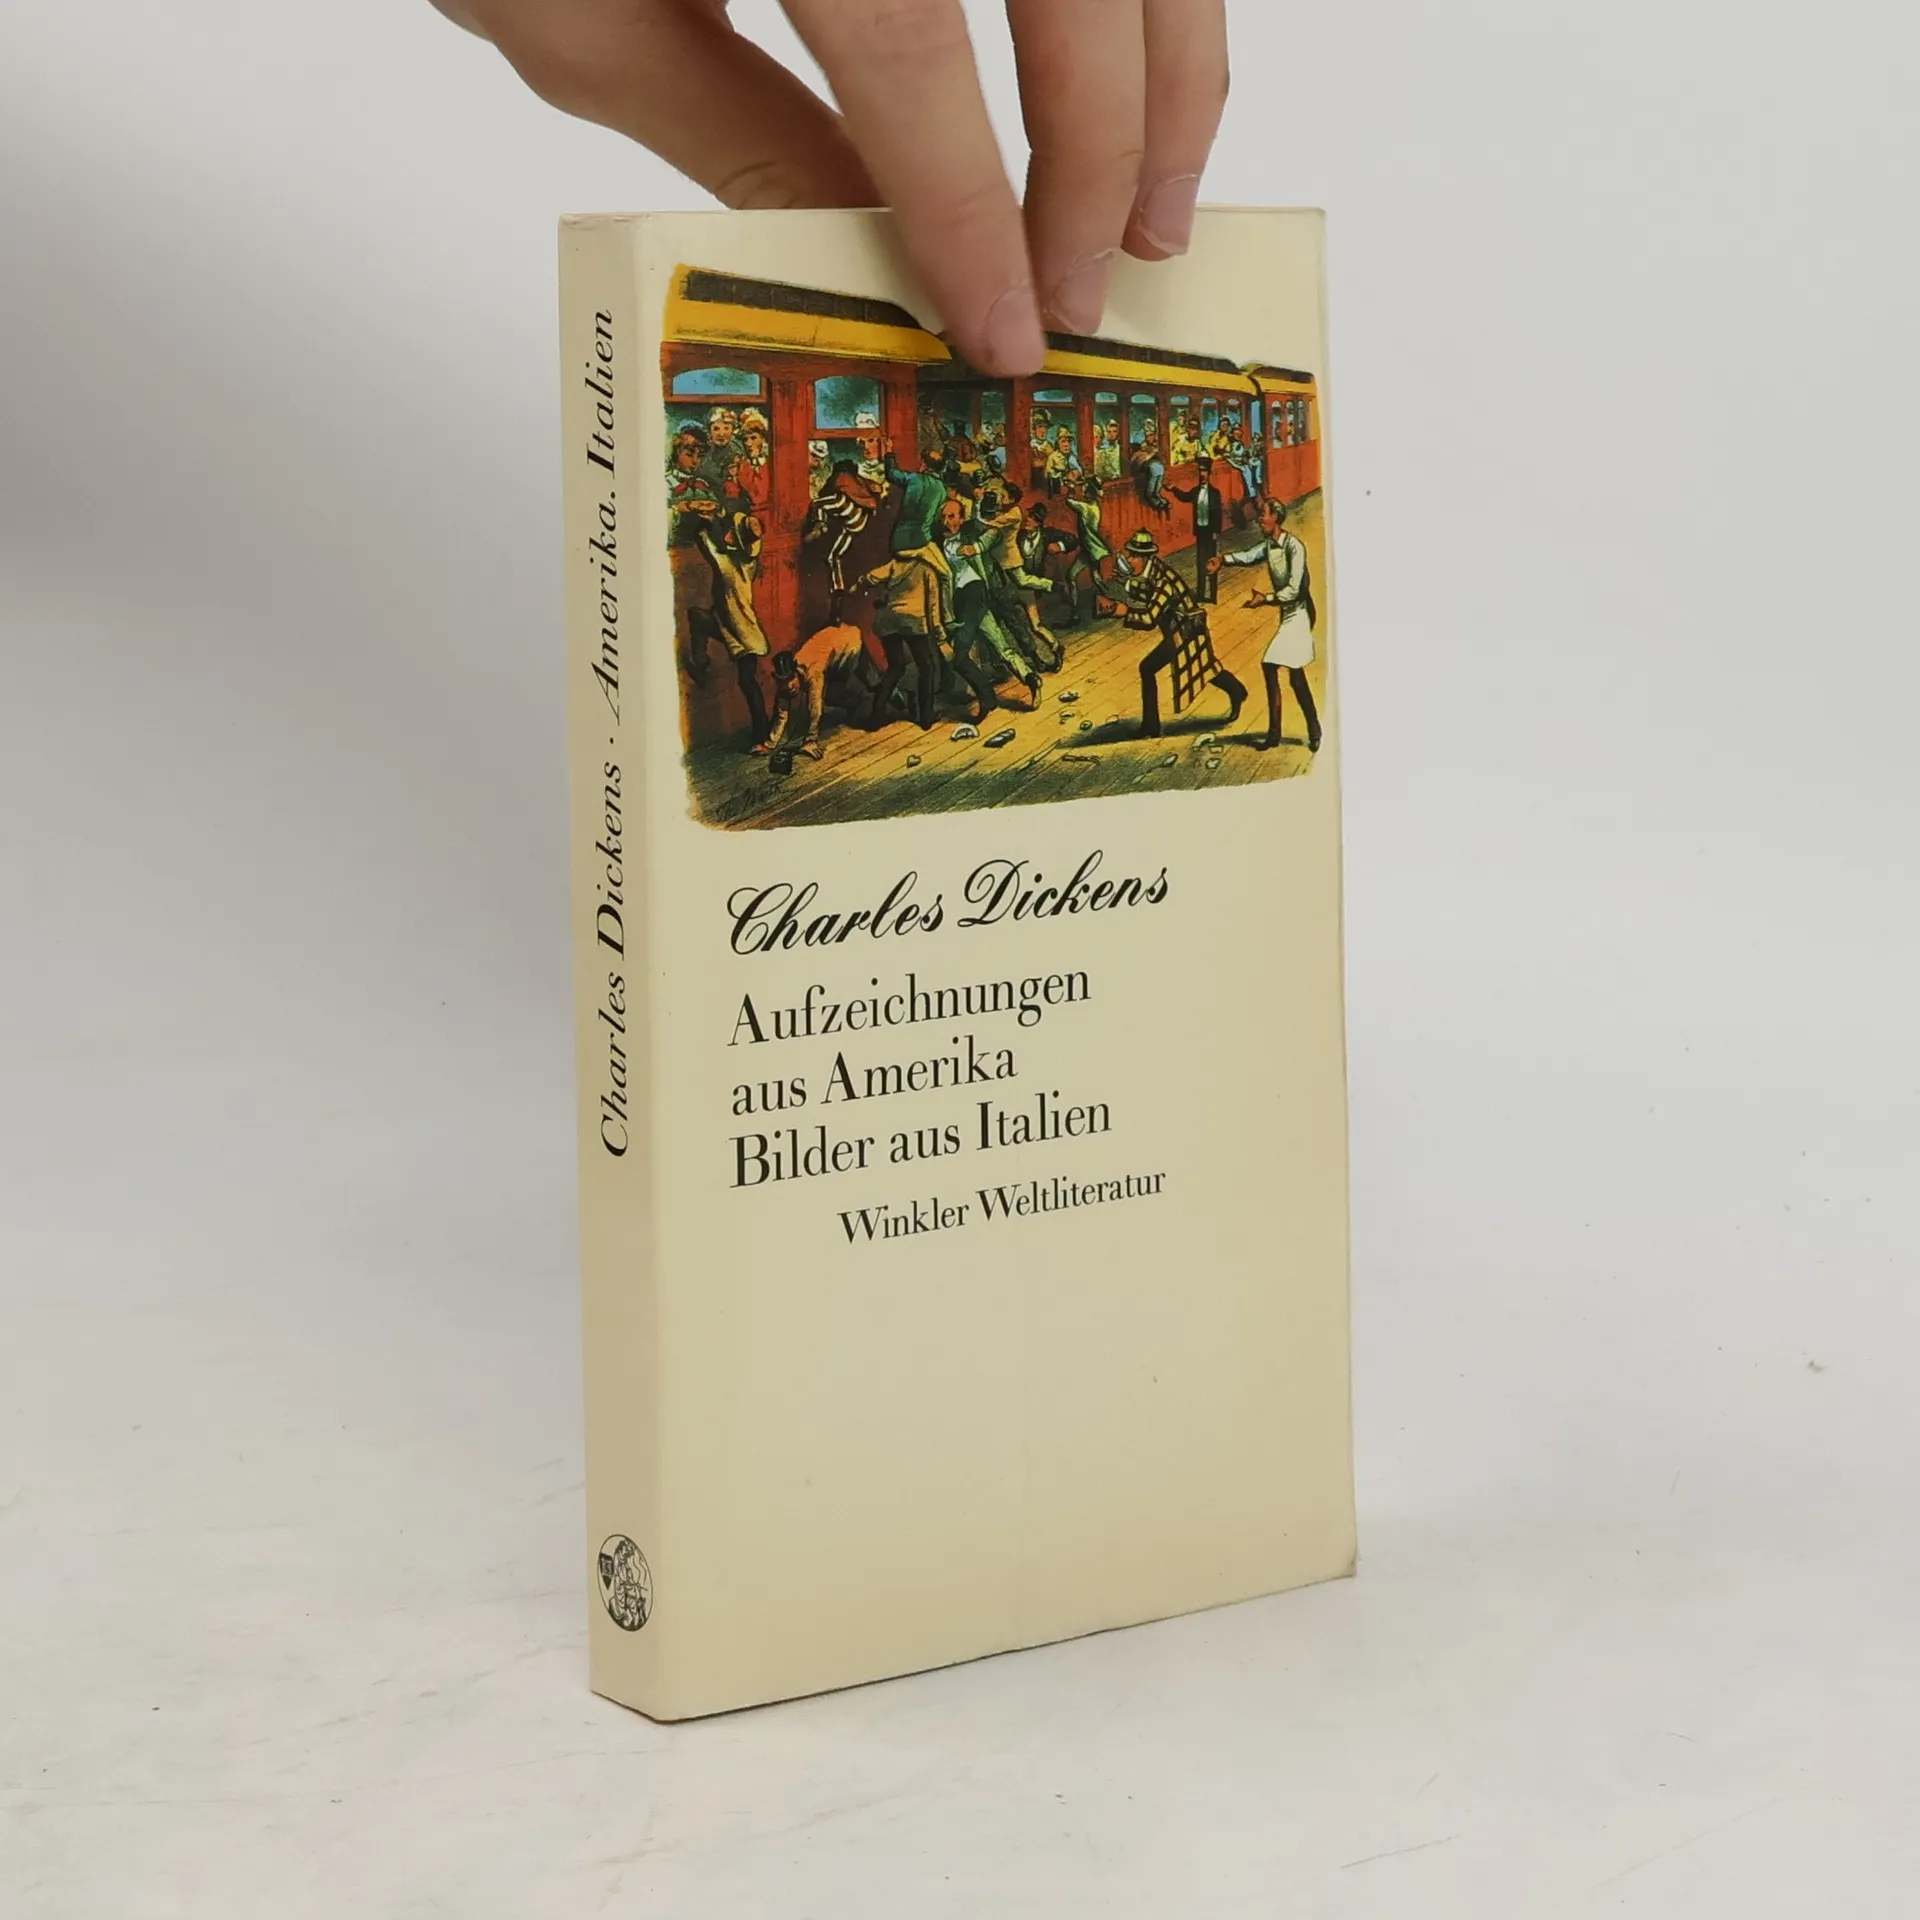 Charles Dickens · Amerika. Italien
Charles Dickens
Aufzeichnungen
aus Amerika
Bilder aus Italien
Winkler Weltliteratur